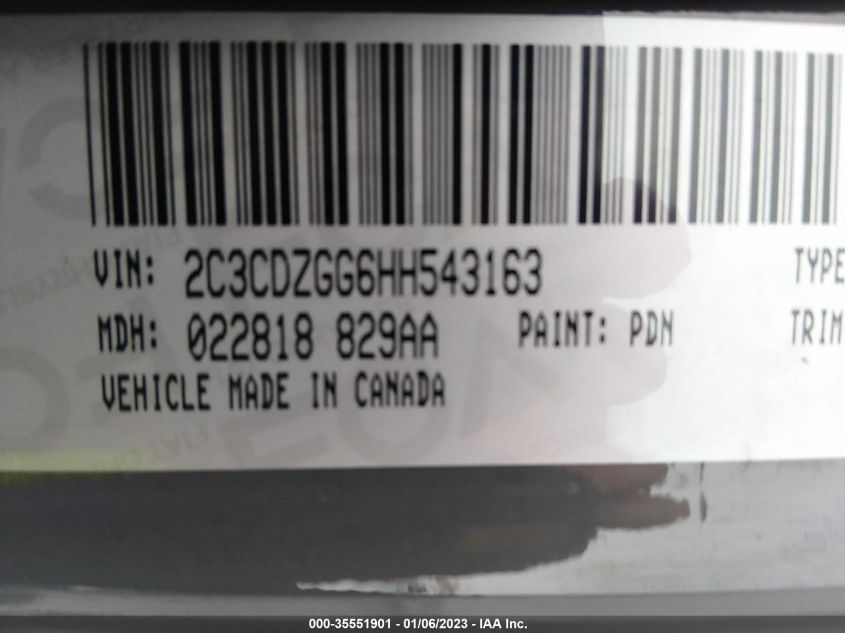 VIN: 2C3CDZGG6HH543163 TYPE
MDH: 022818 829AA PAINT: PDN TRIM
VEHICLE MADE IN CANADA
000-35551901 - 01/06/2023 - IAA Inc.